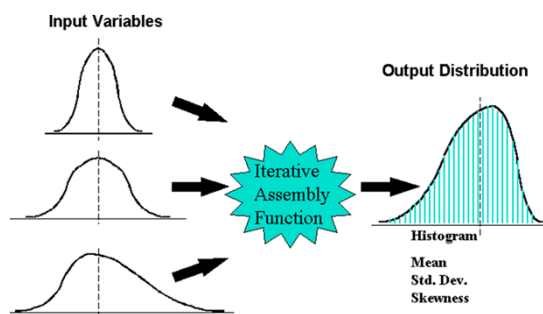 Input Variables
Output Distribution
Iterative
Assembly
Function
Histogram
Mean
Std. Dev.
Skewness